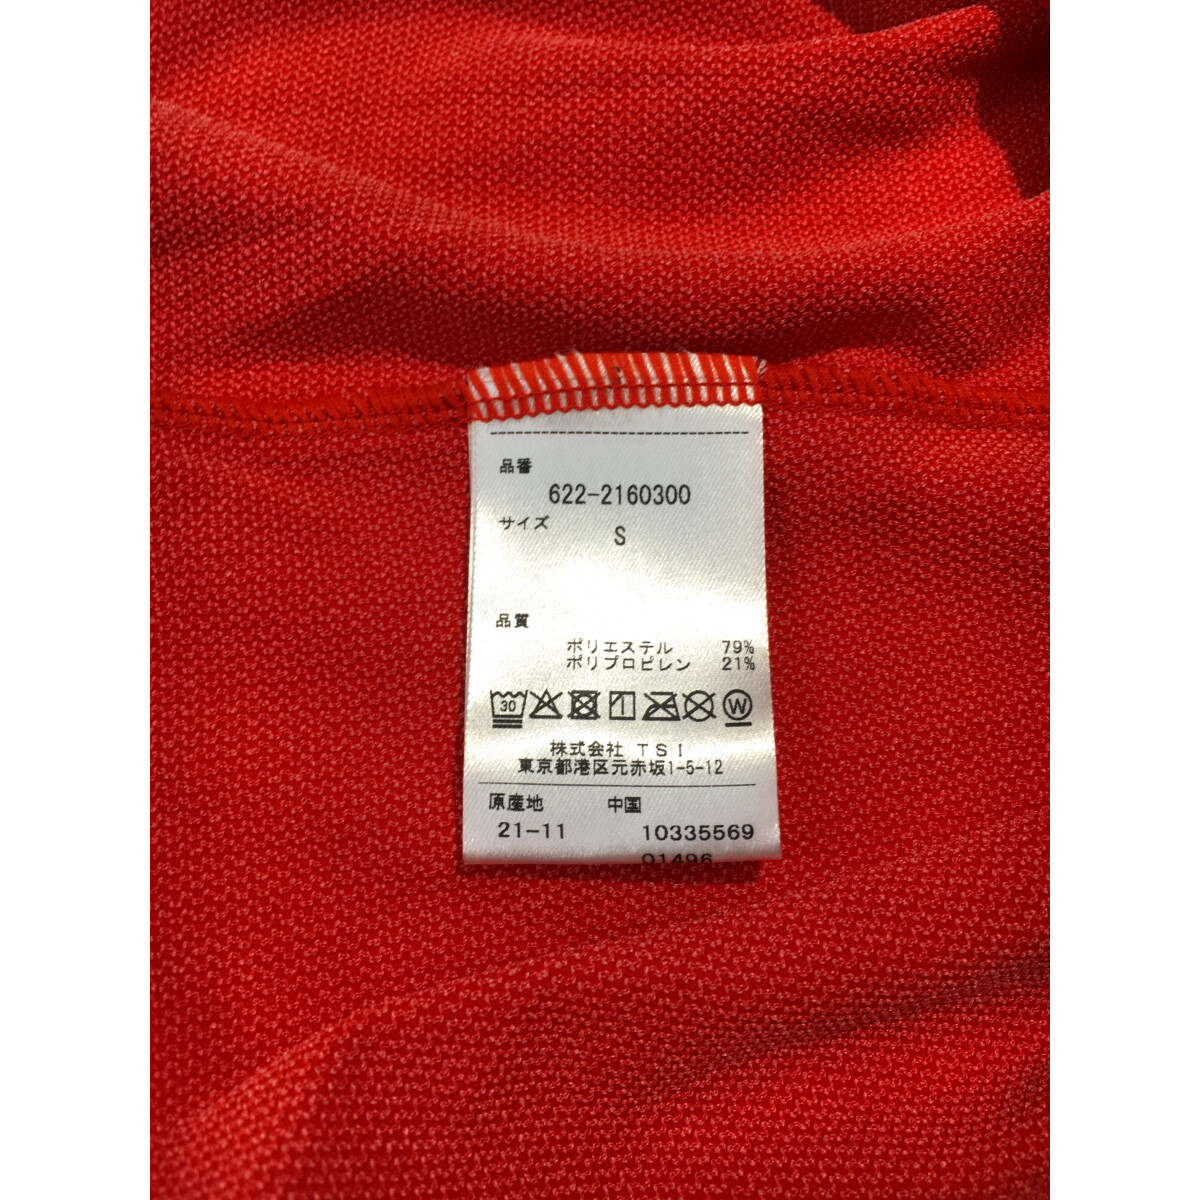 品番
622-2160300
サイズ
S
品質
ポリエステル 79%
ポリプロピレン 21%
30 W
株式会社 TSI
東京都港区元赤坂1-5-12
原産地 中国
21-11 10335569
01496